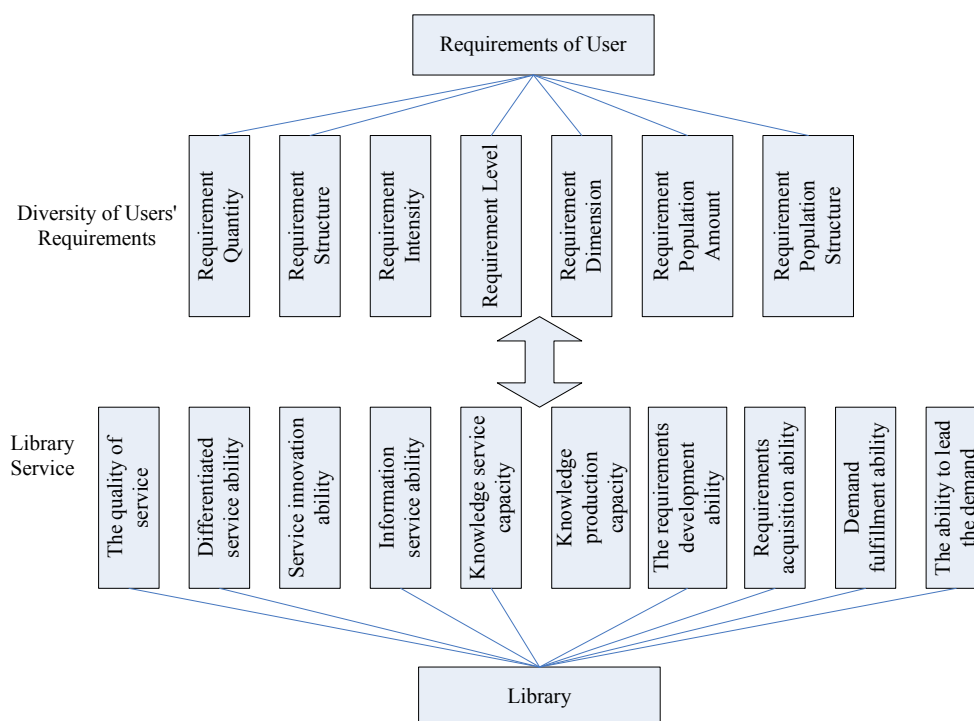 Requirements of User
Diversity of Users'
Requirements
Requirement
Quantity
Requirement
Structure
Requirement
Intensity
Requirement Level
Requirement
Dimension
Requirement
Population
Amount
Requirement
Population
Structure
Library
Service
The quality of
service
Differentiated
service ability
Service innovation
ability
Information
service ability
Knowledge service
capacity
Knowledge
production
capacity
The requirements
development
ability
Requirements
acquisition ability
Demand
fulfillment ability
The ability to lead
the demand
Library